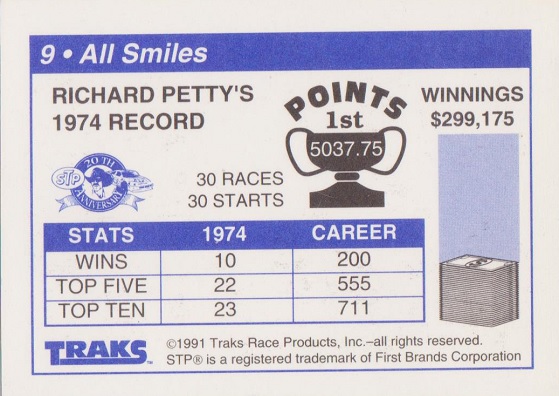 9 • All Smiles
RICHARD PETTY'S
1974 RECORD
POINTS
1st
5037.75
WINNINGS
$299,175
STP
20TH
ANNIVERSARY
30 RACES
30 STARTS
STATS 1974 CAREER
WINS 10 200
TOP FIVE 22 555
TOP TEN 23 711
TRAKS™
©1991 Traks Race Products, Inc.–all rights reserved.
STP® is a registered trademark of First Brands Corporation